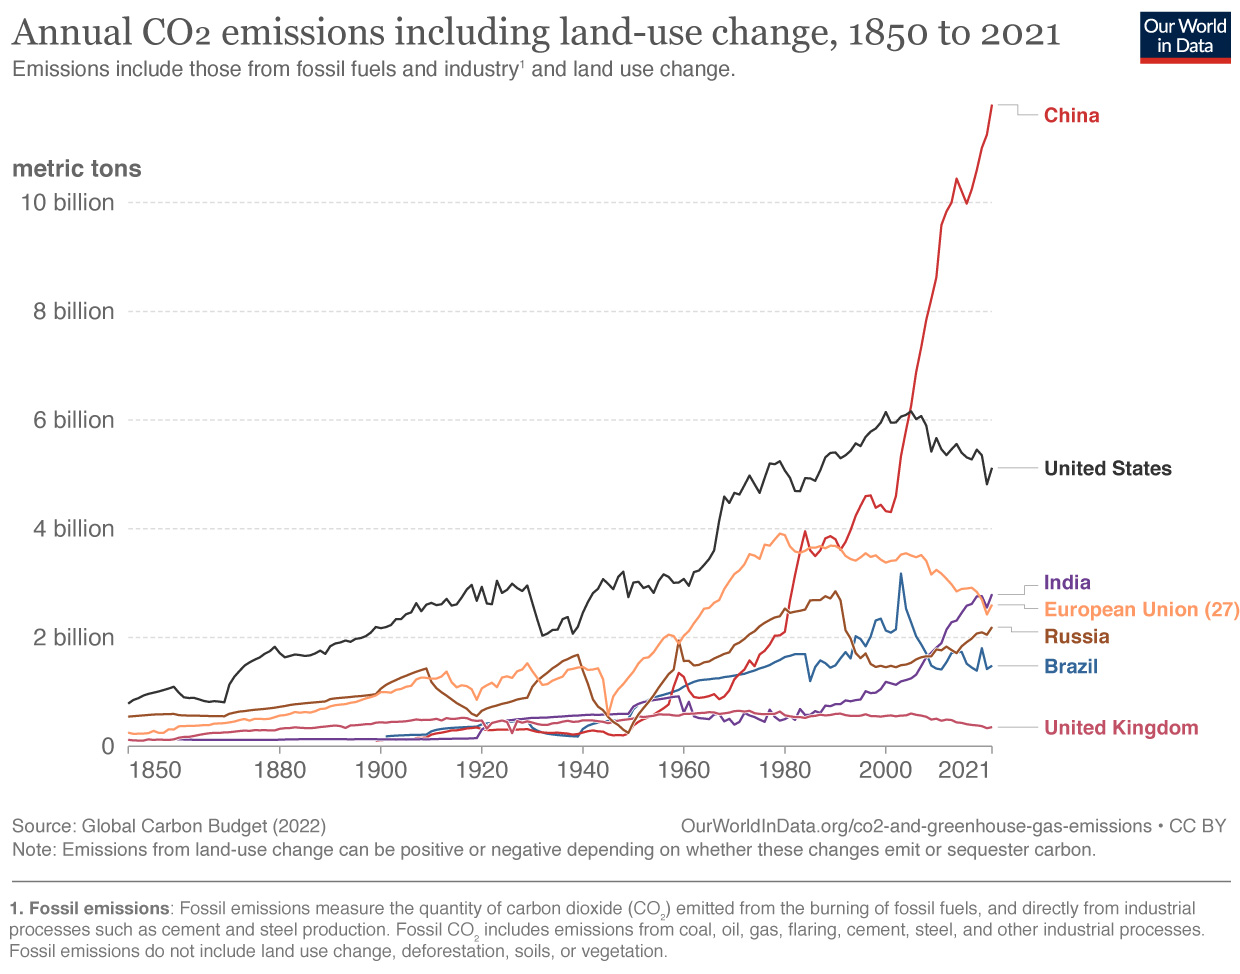 Annual CO₂ emissions including land-use change, 1850 to 2021
Our World
in Data
Emissions include those from fossil fuels and industry¹ and land use change.
metric tons
10 billion
8 billion
6 billion
4 billion
2 billion
0
China
United States
India
European Union (27)
Russia
Brazil
United Kingdom
1850 1880 1900 1920 1940 1960 1980 2000 2021
Source: Global Carbon Budget (2022)
OurWorldInData.org/co2-and-greenhouse-gas-emissions • CC BY
Note: Emissions from land-use change can be positive or negative depending on whether these changes emit or sequester carbon.
1. Fossil emissions: Fossil emissions measure the quantity of carbon dioxide (CO₂) emitted from the burning of fossil fuels, and directly from industrial
processes such as cement and steel production. Fossil CO₂ includes emissions from coal, oil, gas, flaring, cement, steel, and other industrial processes.
Fossil emissions do not include land use change, deforestation, soils, or vegetation.